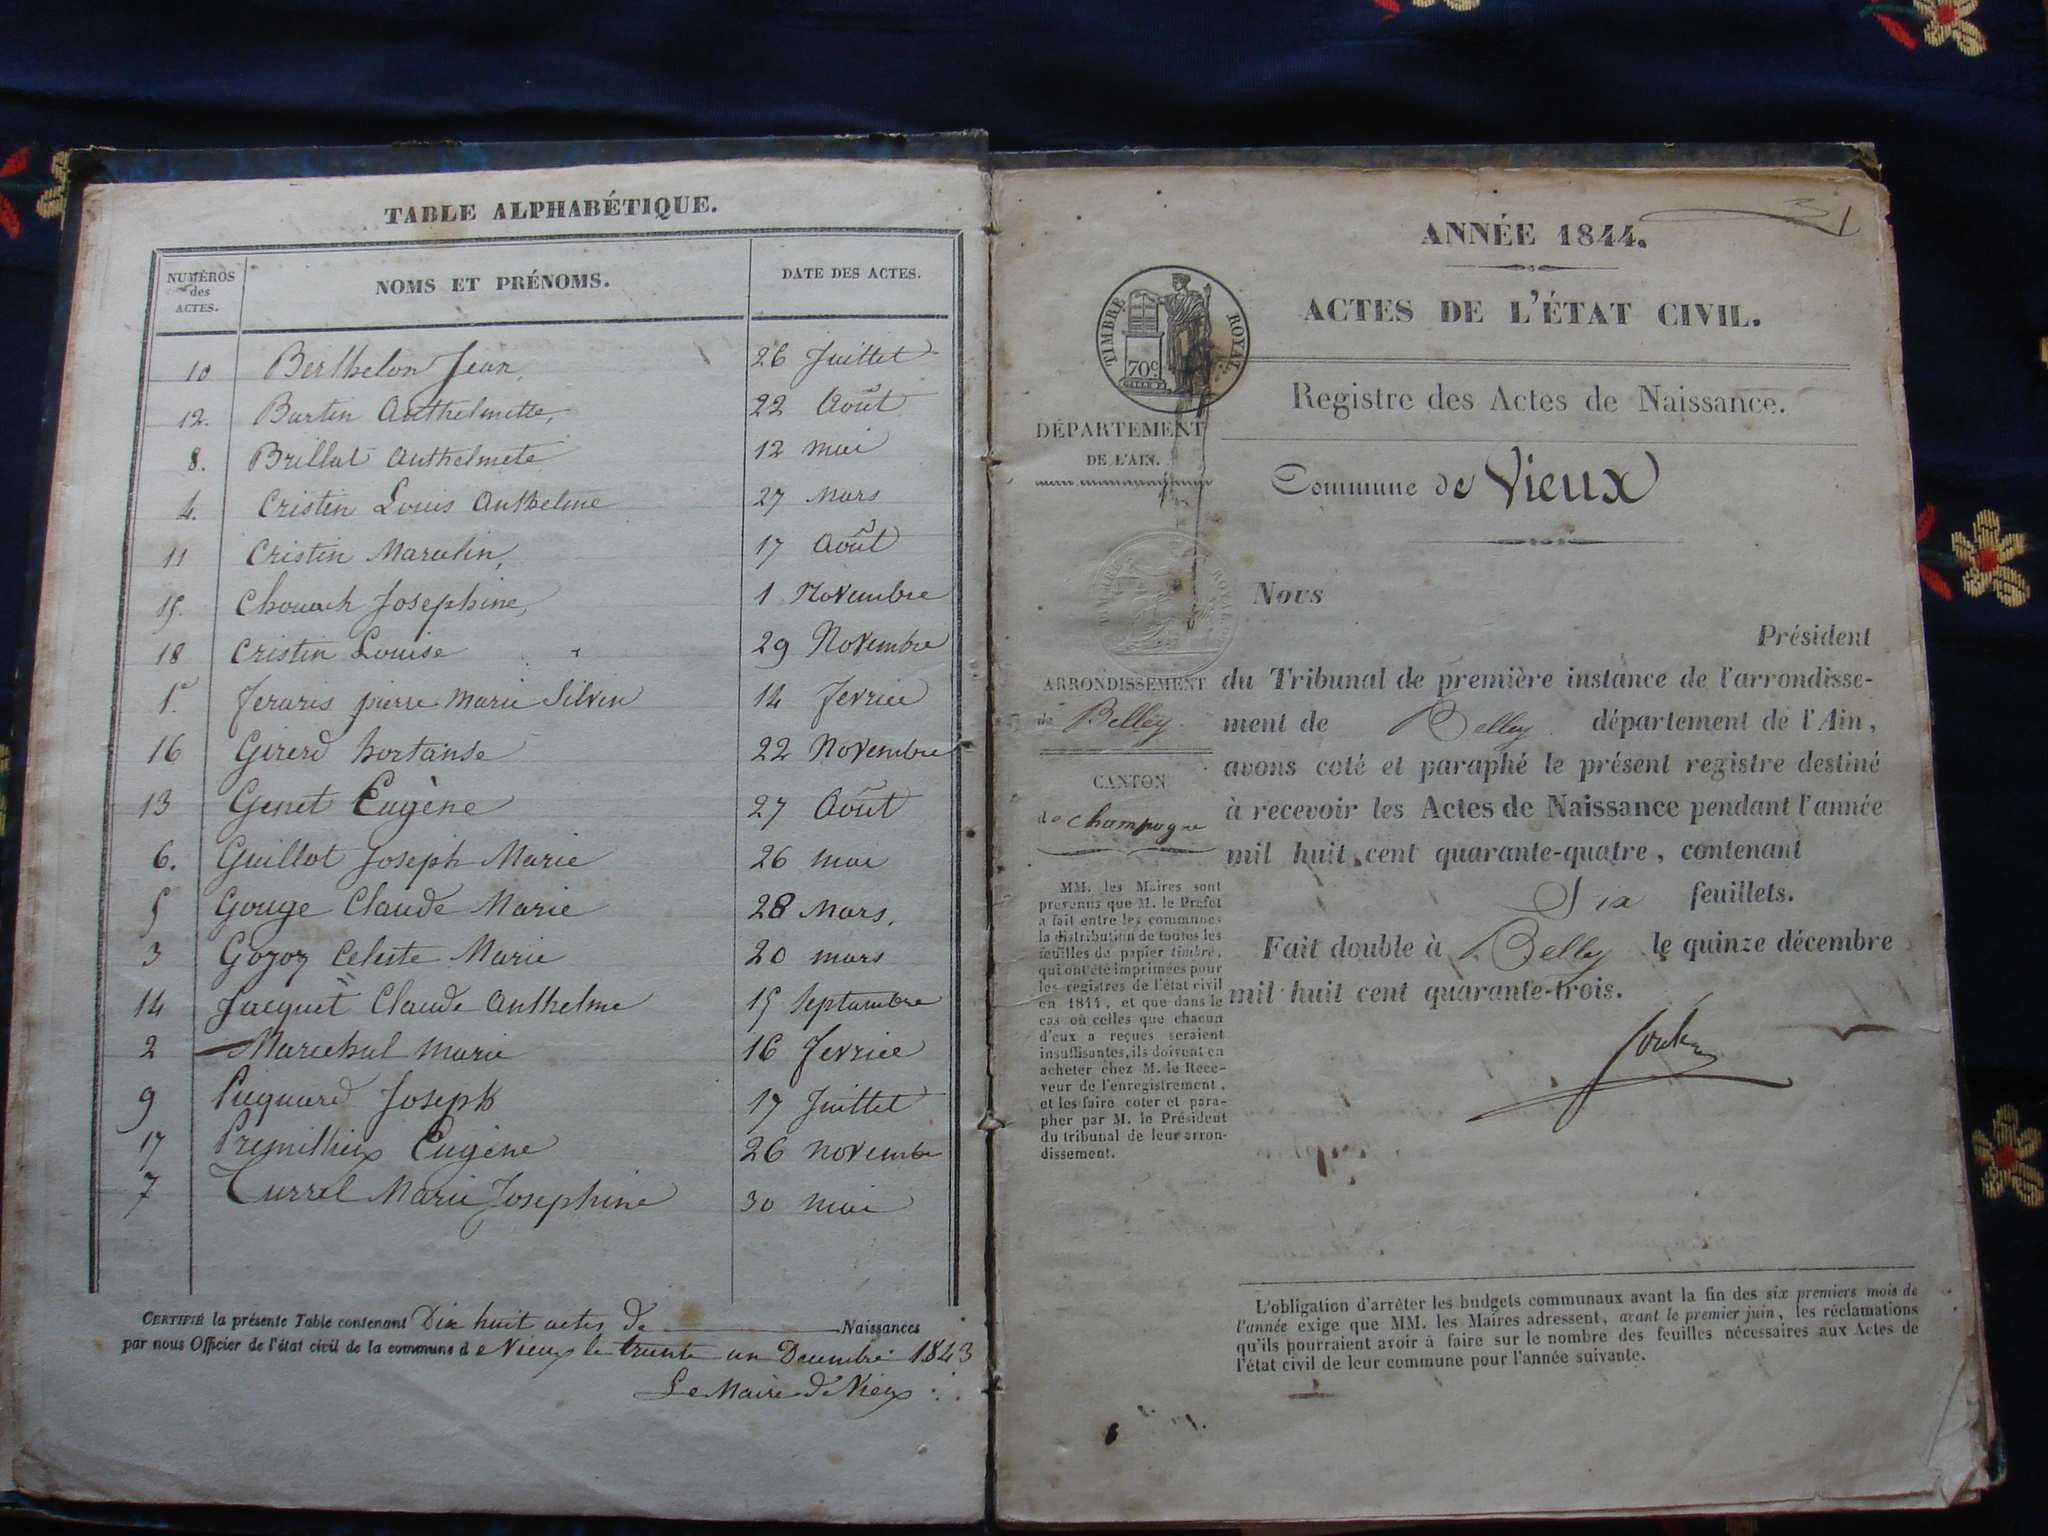 TABLE ALPHABÉTIQUE.
NUMÉROS des ACTES. NOMS ET PRÉNOMS. DATE DES ACTES.
10 Berthelon Jean, 26 Juillet
12. Burtin Anthelmette, 22 Août
8. Brillat Anthelmete 12 mai
4. Cristin Louis Anthelme 27 Mars
11 Cristin Marcelin, 17 Août
15. Josephine, 1 Novembre
18 Cristin Louise 29 Novembre
1. pierre Marie Silvin 14 fevrier
16 Girerd hortanse 22 Novembre
13 Genet Eugène 27 Août
6. Guillot Joseph Marie 26 mai
5 Gouge Claude Marie 28 Mars,
3 Celeste Marie 20 mars
14 Jacquet Claude Anthelme 15 Septembre
2 Marechal Marie 16 fevrier
9 Picquard Joseph 17 Juillet
17 Premillieu Eugène 26 novembre
7 Turrel Marie Josephine 30 mai
CERTIFIÉ la présente Table contenant Dix huit actes de Naissances
par nous Officier de l'état civil de la commune de Vieux le trente un Decembre 1843
Le Maire de Vieux
ANNÉE 1844.
ACTES DE L'ÉTAT CIVIL.
TIMBRE ROYAL
70 c.
Registre des Actes de Naissance.
DÉPARTEMENT
DE L'AIN.
Commune de Vieux
ARRONDISSEMENT
de Belley.
CANTON
de Champagne
MM. les Maires sont
prévenus que M. le Préfet
a fait entre les communes
la distribution de toutes les
feuilles de papier timbré,
qui ont été imprimées pour
les registres de l'état civil
en 1844, et que dans le
cas où celles que chacun
d'eux a reçues seraient
insuffisantes, ils doivent en
acheter chez M. le Rece-
veur de l'enregistrement,
et les faire coter et para-
pher par M. le Président
du tribunal de leur arron-
dissement.
Nous
Président
du Tribunal de première instance de l'arrondisse-
ment de Belley département de l'Ain,
avons coté et paraphé le présent registre destiné
à recevoir les Actes de Naissance pendant l'année
mil huit cent quarante-quatre, contenant
Six feuillets.
Fait double à Belley le quinze décembre
mil huit cent quarante-trois.
L'obligation d'arrêter les budgets communaux avant la fin des six premiers mois de
l'année exige que MM. les Maires adressent, avant le premier juin, les réclamations
qu'ils pourraient avoir à faire sur le nombre des feuilles nécessaires aux Actes de
l'état civil de leur commune pour l'année suivante.